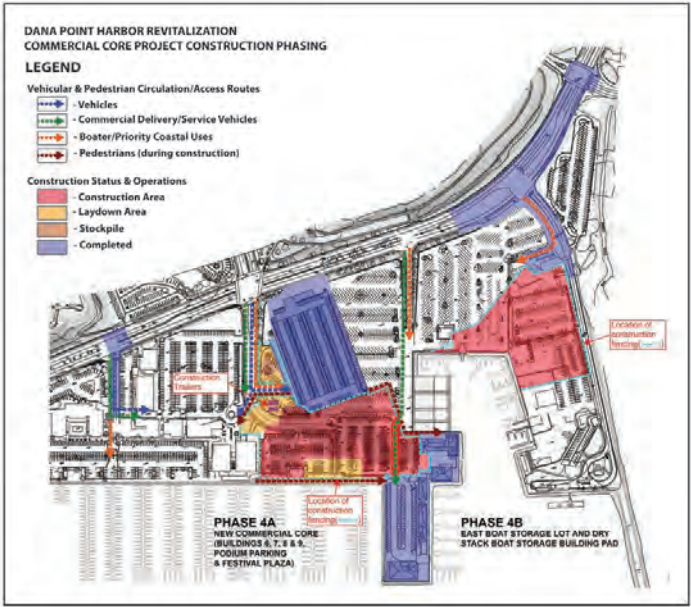 DANA POINT HARBOR REVITALIZATION
COMMERCIAL CORE PROJECT CONSTRUCTION PHASING
LEGEND
Vehicular & Pedestrian Circulation/Access Routes
- Vehicles
- Commercial Delivery/Service Vehicles
- Boater/Priority Coastal Uses
- Pedestrians (during construction)
Construction Status & Operations
- Construction Area
- Laydown Area
- Stockpile
- Completed
Location of
construction
fencing
Construction
Trailers
Location of
construction
fencing
PHASE 4A
NEW COMMERCIAL CORE
(BUILDINGS 6, 7, 8 & 9,
PODIUM PARKING
& FESTIVAL PLAZA)
PHASE 4B
EAST BOAT STORAGE LOT AND DRY
STACK BOAT STORAGE BUILDING PAD